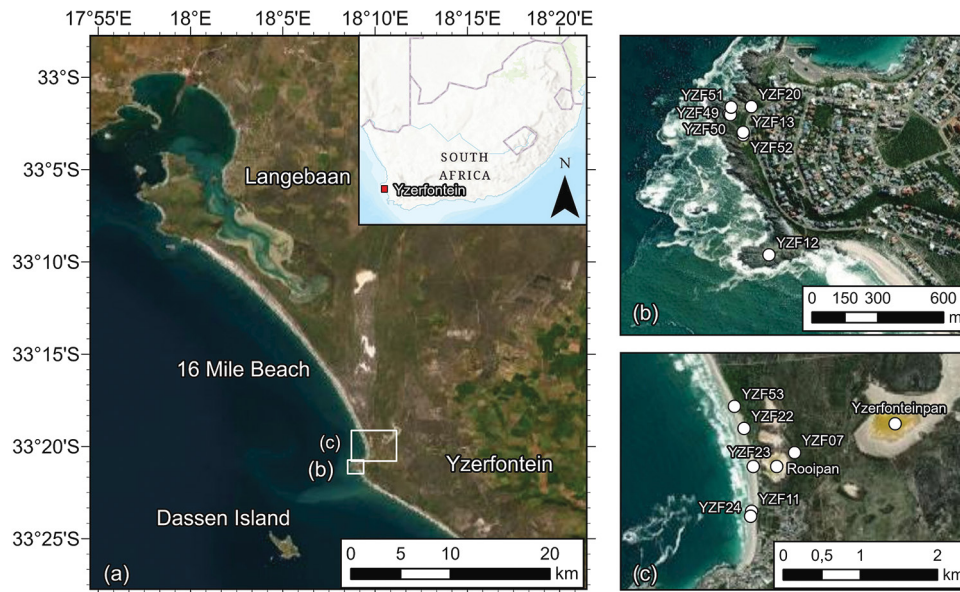 17°55'E 18°E 18°5'E 18°10'E 18°20'E
33°S
33°5'S
33°10'S
33°15'S
33°20'S
33°25'S
Langebaan
16 Mile Beach
(c)
(b)
Yzerfontein
Dassen Island
(a)
0 5 10 20
km
SOUTH
AFRICA
Yzerfontein
N
YZF51
YZF20
YZF49
YZF13
YZF50
YZF52
YZF12
(b)
0 150 300 600
m
YZF53
YZF22
Yzerfonteinpan
YZF07
YZF23
Rooipan
YZF11
YZF24
(c)
0 0,5 1 2
km